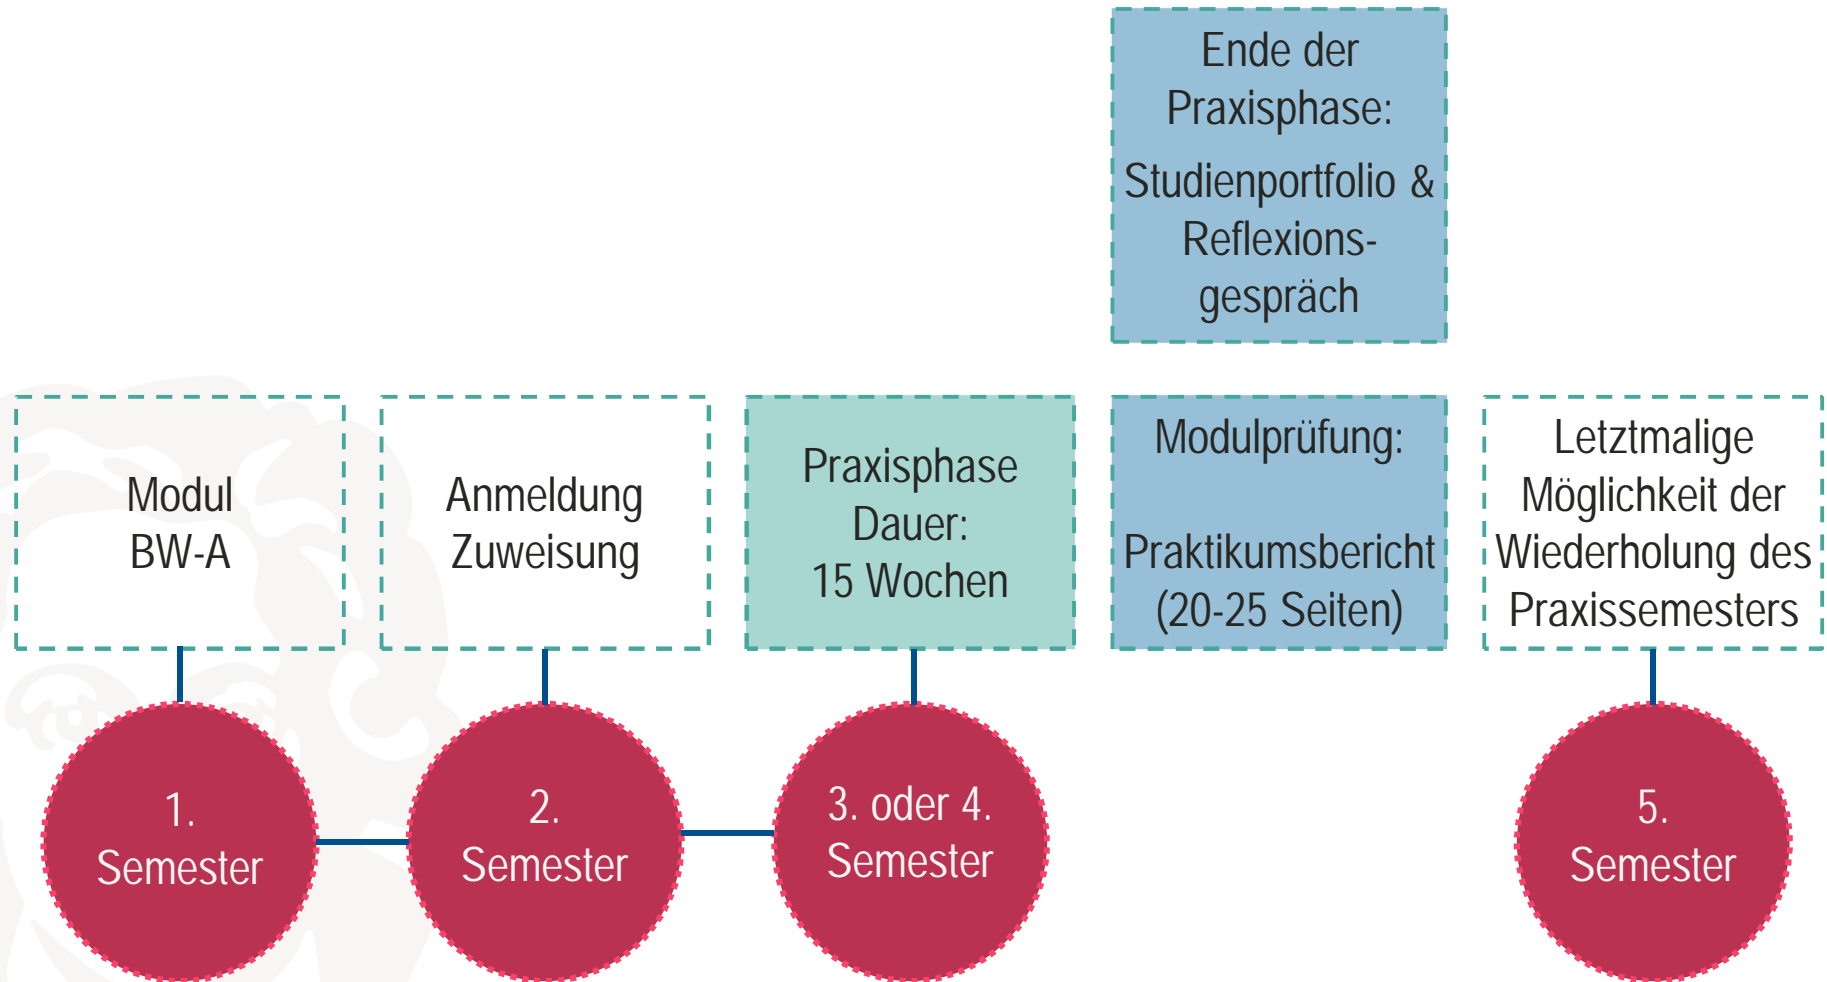 Ende der
Praxisphase:
Studienportfolio &
Reflexions-
gespräch
Modul
BW-A
Anmeldung
Zuweisung
Praxisphase
Dauer:
15 Wochen
Modulprüfung:
Praktikumsbericht
(20-25 Seiten)
Letztmalige
Möglichkeit der
Wiederholung des
Praxissemesters
1.
Semester
2.
Semester
3. oder 4.
Semester
5.
Semester